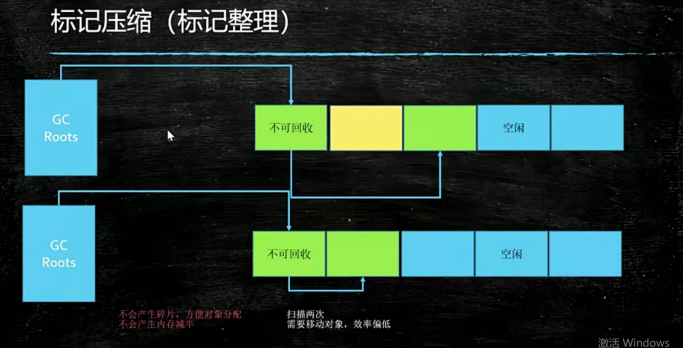 标记压缩（标记整理）
GC
Roots
不可回收
空闲
GC
Roots
不可回收
空闲
不会产生碎片，方便对象分配
不会产生内存减半
扫描两次
需要移动对象，效率偏低
激活 Windows